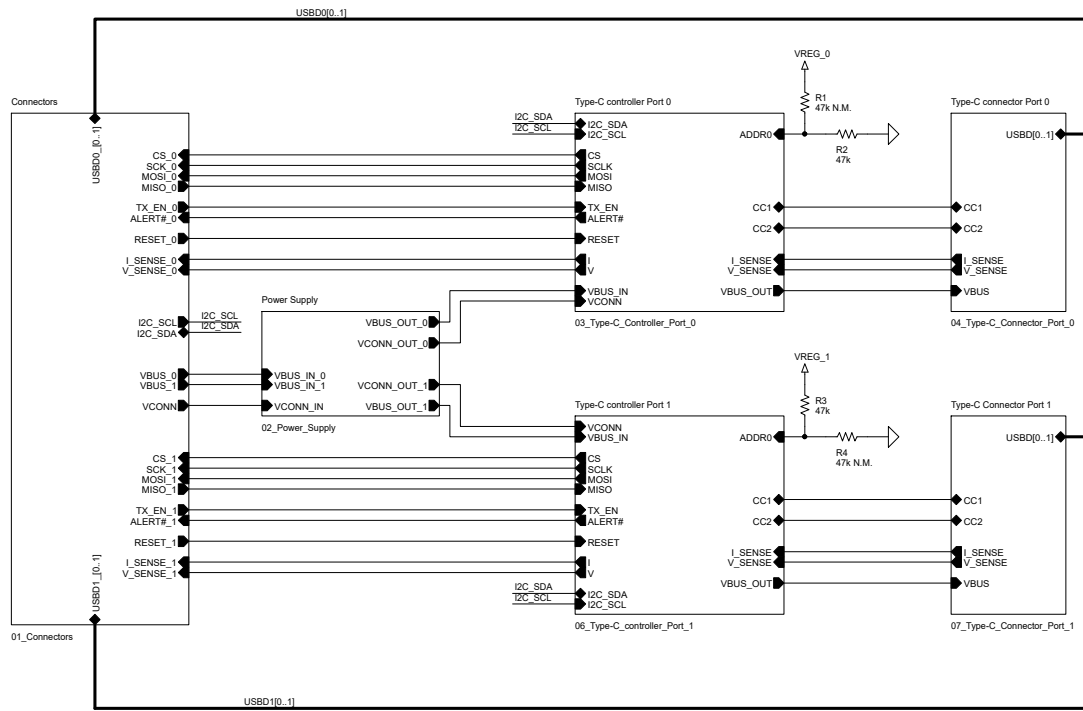 USBD0[0..1]
Connectors
USBD0_[0..1]
CS_0
SCK_0
MOSI_0
MISO_0
TX_EN_0
ALERT#_0
RESET_0
I_SENSE_0
V_SENSE_0
I2C_SCL
I2C_SDA
I2C_SCL
I2C_SDA
VBUS_0
VBUS_1
VCONN
CS_1
SCK_1
MOSI_1
MISO_1
TX_EN_1
ALERT#_1
RESET_1
I_SENSE_1
V_SENSE_1
USBD1_[0..1]
01_Connectors
Power Supply
VBUS_OUT_0
VCONN_OUT_0
VBUS_IN_0
VBUS_IN_1
VCONN_OUT_1
VCONN_IN
VBUS_OUT_1
02_Power_Supply
Type-C controller Port 0
I2C_SDA
I2C_SCL
I2C_SDA
I2C_SCL
ADDR0
CS
SCLK
MOSI
MISO
TX_EN
ALERT#
CC1
CC2
RESET
I
V
I_SENSE
V_SENSE
VBUS_IN
VCONN
VBUS_OUT
03_Type-C_Controller_Port_0
VREG_0
R1
47k N.M.
R2
47k
Type-C connector Port 0
USBD[0..1]
CC1
CC2
I_SENSE
V_SENSE
VBUS
04_Type-C_Connector_Port_0
Type-C controller Port 1
VCONN
VBUS_IN
ADDR0
CS
SCLK
MOSI
MISO
TX_EN
ALERT#
CC1
CC2
RESET
I
V
I_SENSE
V_SENSE
VBUS_OUT
I2C_SDA
I2C_SCL
I2C_SDA
I2C_SCL
06_Type-C_controller_Port_1
VREG_1
R3
47k
R4
47k N.M.
Type-C Connector Port 1
USBD[0..1]
CC1
CC2
I_SENSE
V_SENSE
VBUS
07_Type-C_Connector_Port_1
USBD1[0..1]